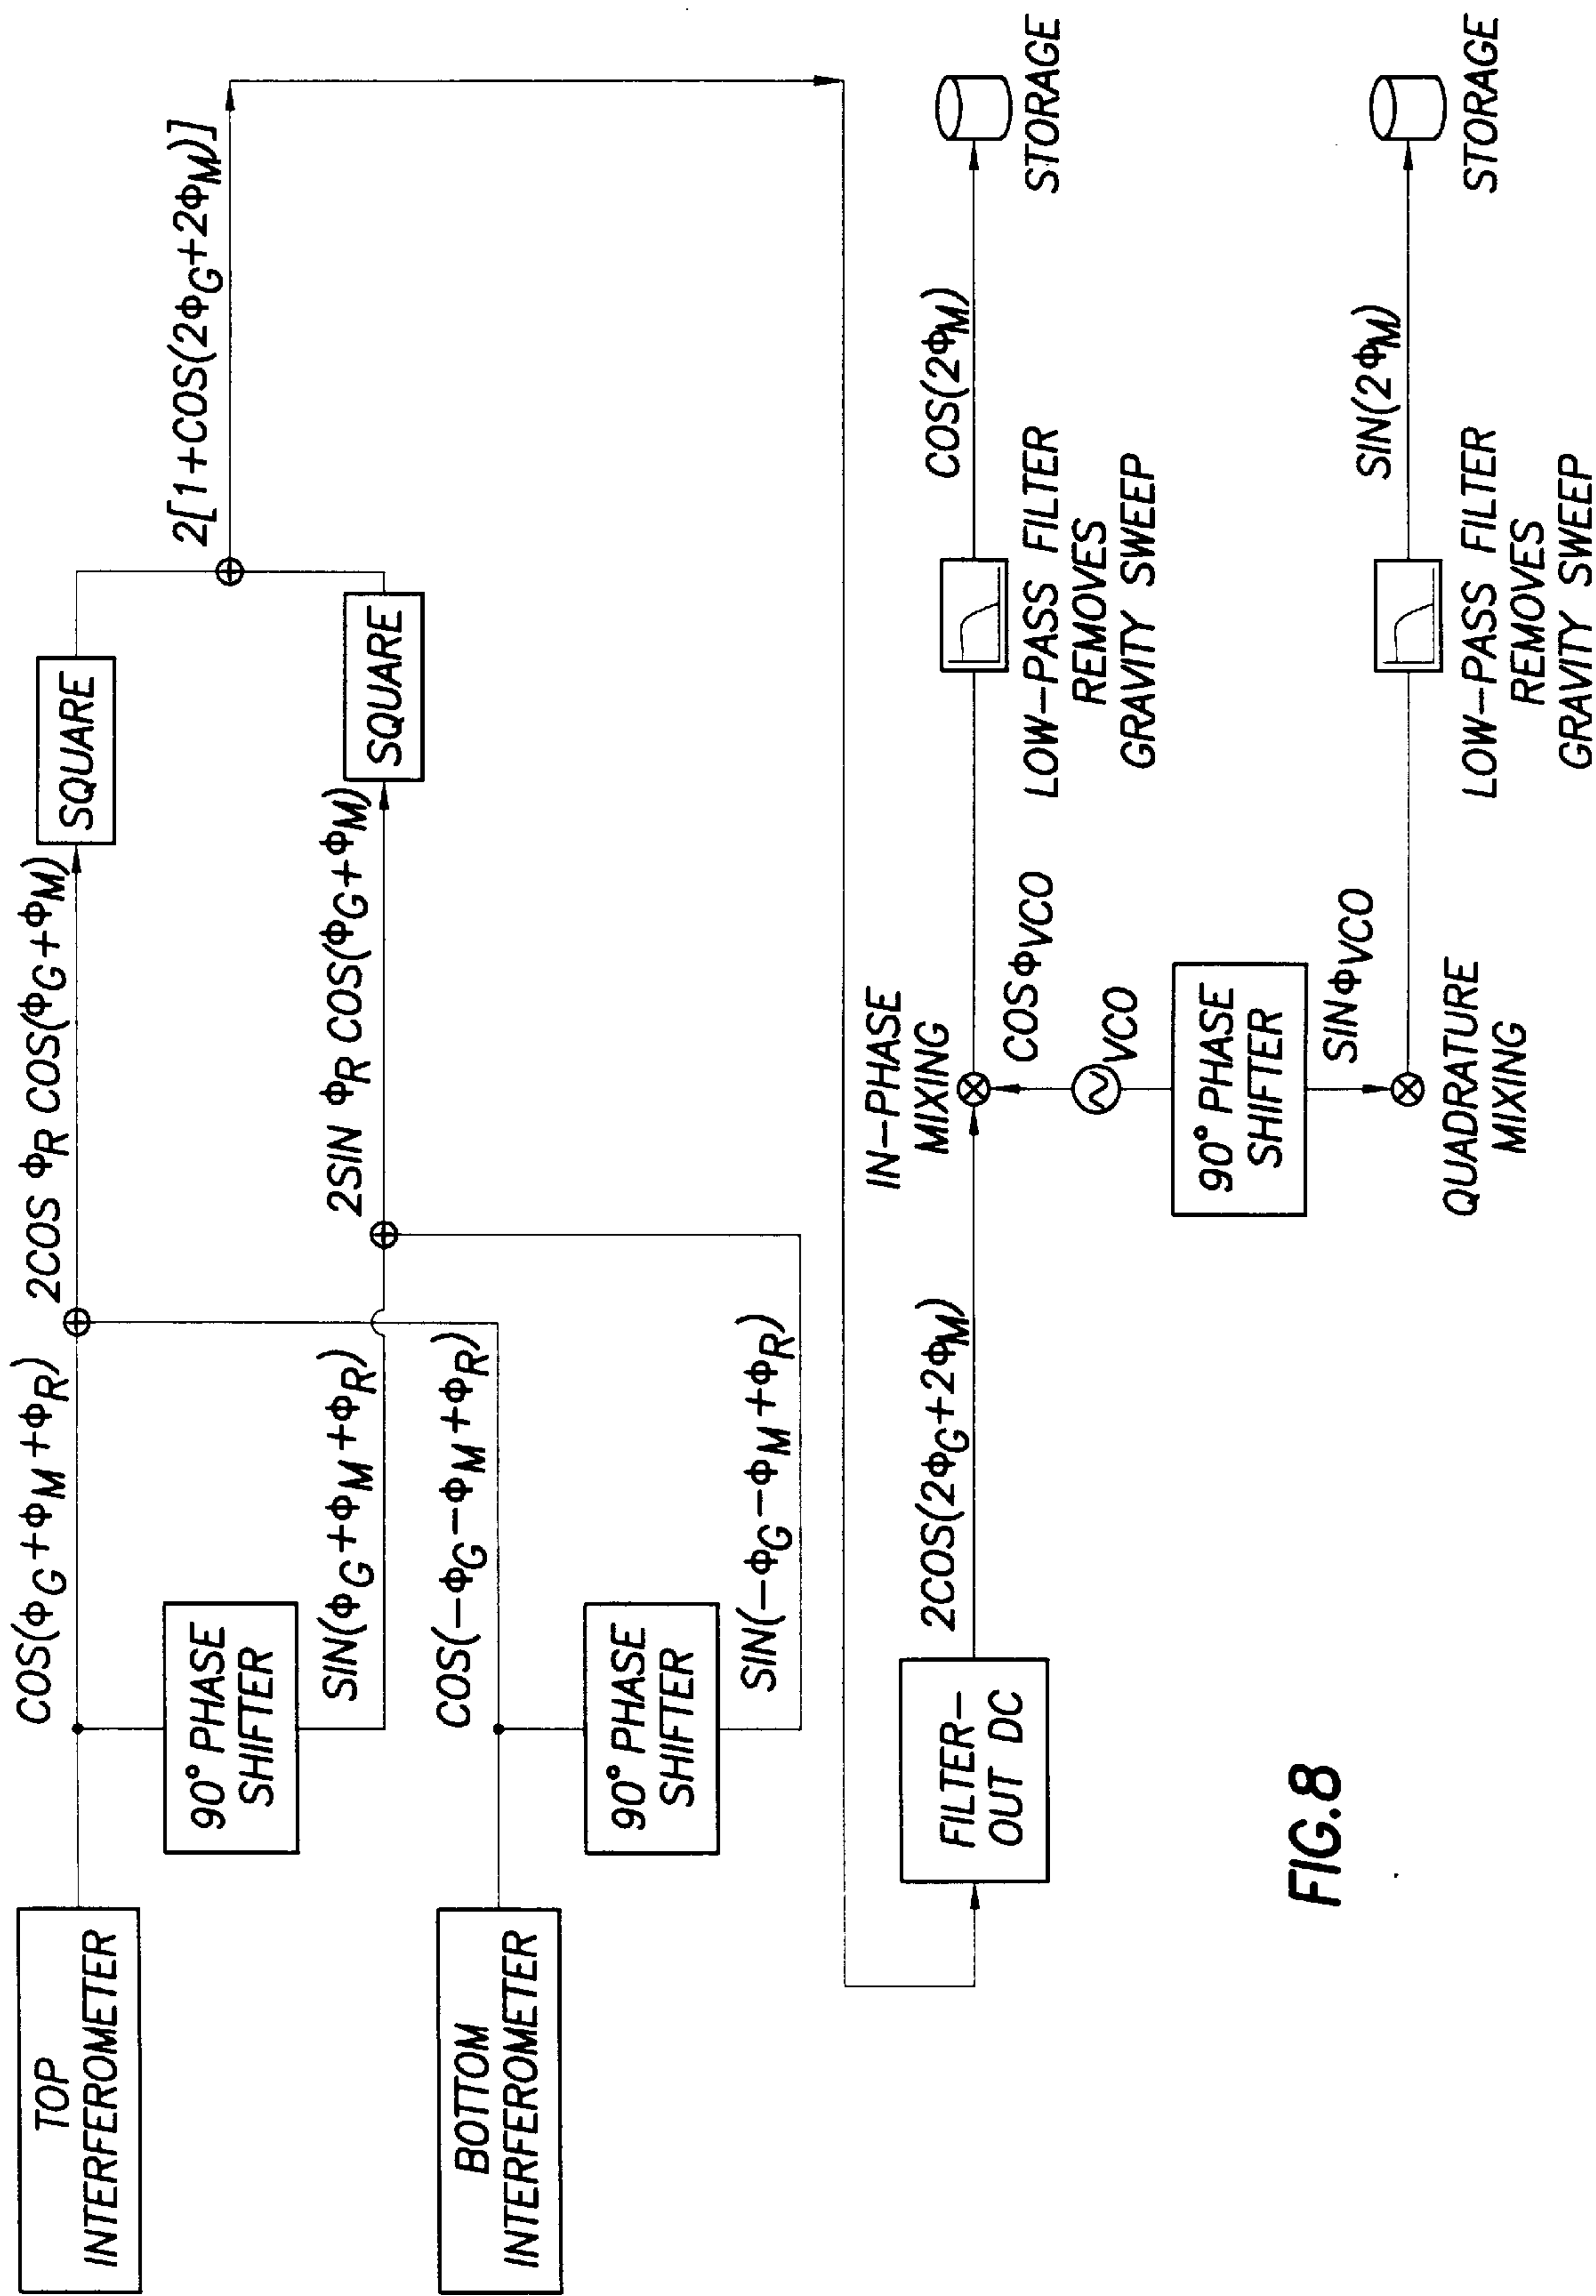 TOP
INTERFEROMETER
COS(ΦG+ΦM+ΦR)
90° PHASE
SHIFTER
SIN(ΦG+ΦM+ΦR)
2COS ΦR COS(ΦG+ΦM)
SQUARE
BOTTOM
INTERFEROMETER
COS(−ΦG−ΦM+ΦR)
90° PHASE
SHIFTER
SIN(−ΦG−ΦM+ΦR)
2SIN ΦR COS(ΦG+ΦM)
SQUARE
2[1+COS(2ΦG+2ΦM)]
FILTER−
OUT DC
2COS(2ΦG+2ΦM)
IN−PHASE
MIXING
COSΦVCO
VCO
90° PHASE
SHIFTER
SINΦVCO
QUADRATURE
MIXING
LOW−PASS FILTER
REMOVES
GRAVITY SWEEP
COS(2ΦM)
STORAGE
LOW−PASS FILTER
REMOVES
GRAVITY SWEEP
SIN(2ΦM)
STORAGE
FIG.8